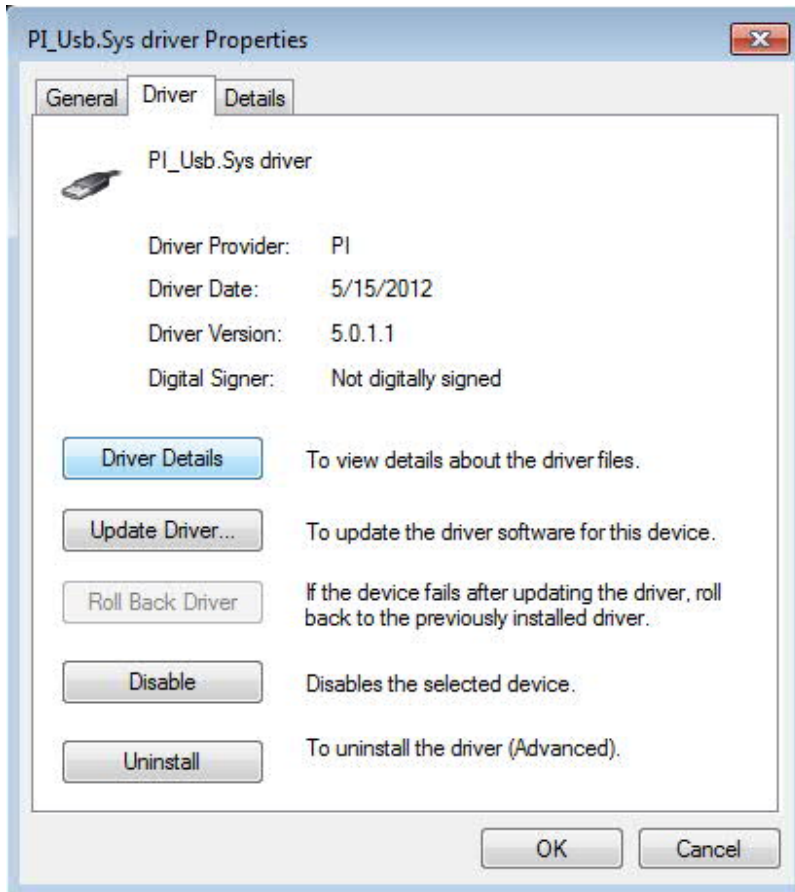 PI_Usb.Sys driver Properties
General Driver Details
PI_Usb.Sys driver
Driver Provider: PI
Driver Date: 5/15/2012
Driver Version: 5.0.1.1
Digital Signer: Not digitally signed
Driver Details To view details about the driver files.
Update Driver... To update the driver software for this device.
Roll Back Driver If the device fails after updating the driver, roll
back to the previously installed driver.
Disable Disables the selected device.
Uninstall To uninstall the driver (Advanced).
OK Cancel